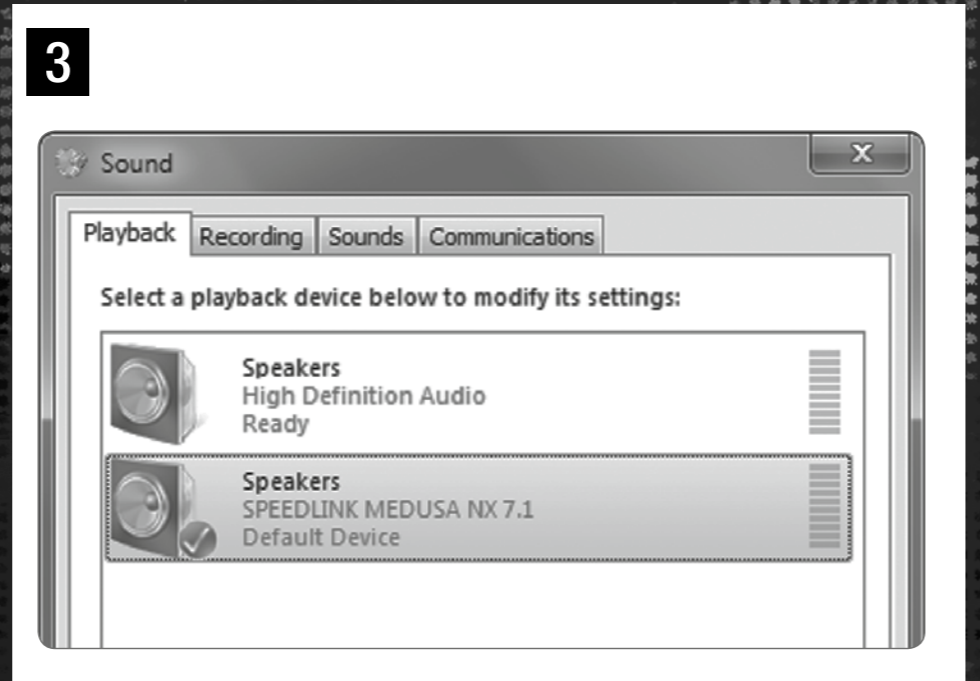 3
Sound
Playback Recording Sounds Communications
Select a playback device below to modify its settings:
Speakers
High Definition Audio
Ready
Speakers
SPEEDLINK MEDUSA NX 7.1
Default Device